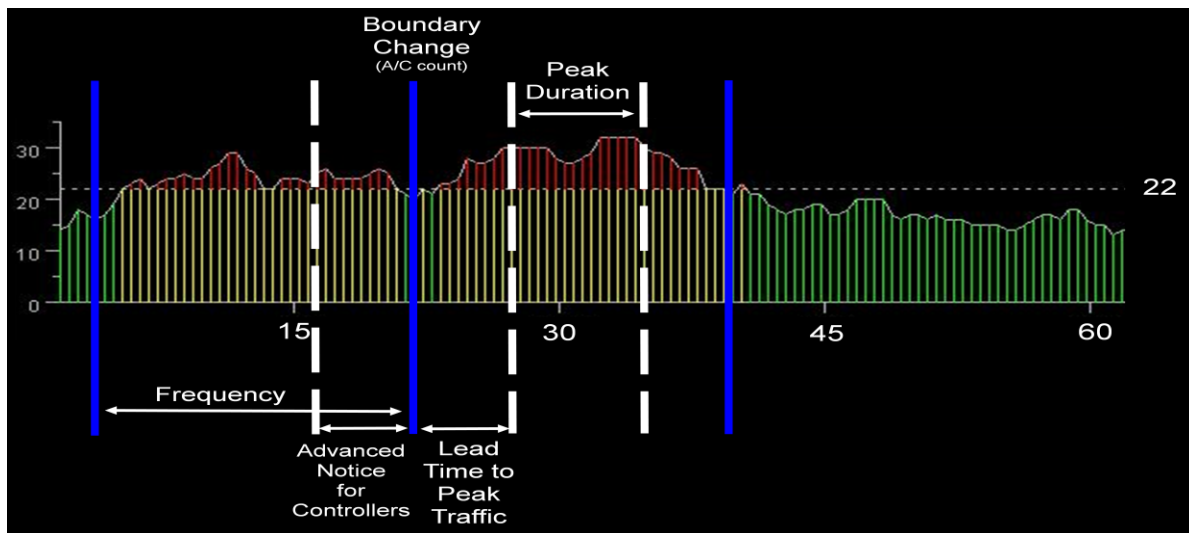 Boundary
Change
(A/C count)
Peak
Duration
30
20
10
0
22
15
30
45
60
Frequency
Advanced
Notice
for
Controllers
Lead
Time to
Peak
Traffic